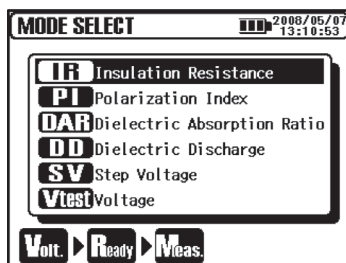 MODE SELECT
2008/05/07
13:10:53
IR Insulation Resistance
PI Polarization Index
DAR Dielectric Absorption Ratio
DD Dielectric Discharge
SV Step Voltage
Vtest Voltage
Volt. Ready Meas.